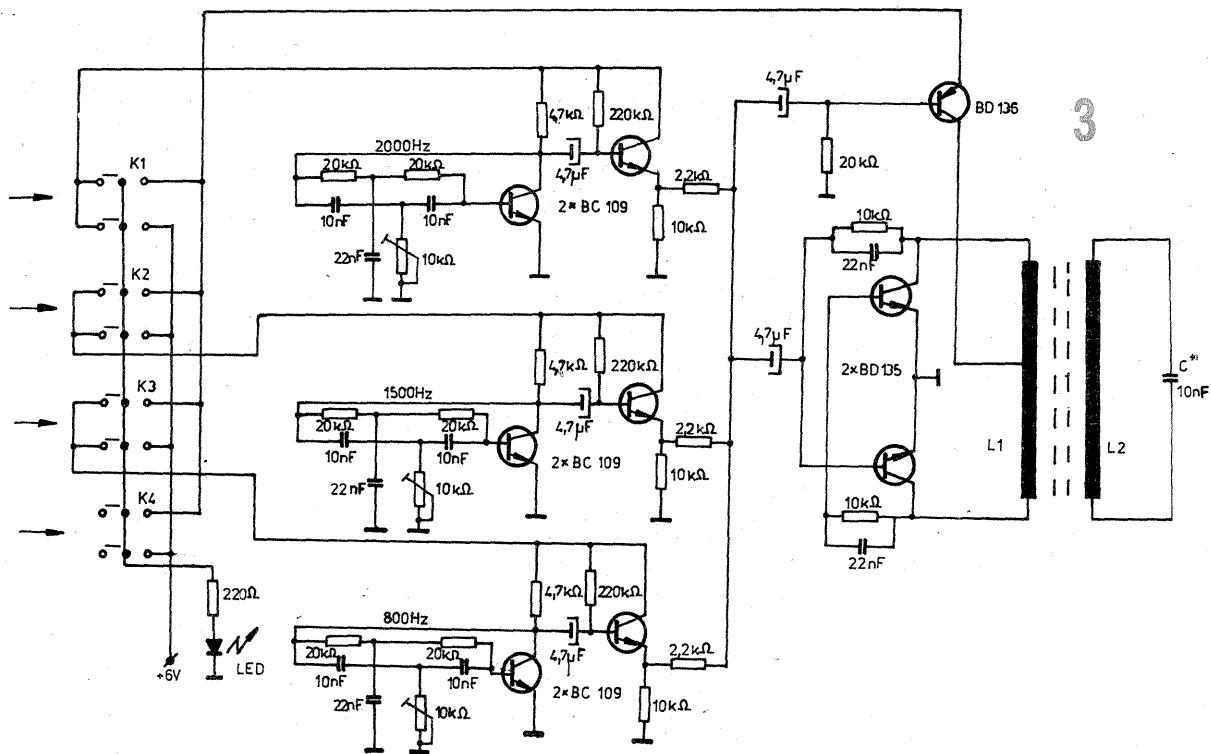 4,7µF
BD 136
3
4,7kΩ
220kΩ
2000Hz
20kΩ
20kΩ
4,7µF
20kΩ
K1
2,2kΩ
10nF
10nF
2× BC 109
10kΩ
10kΩ
22nF
10kΩ
22nF
K2
4,7µF
4,7kΩ
220kΩ
2×BD 135
C*
10nF
K3
1500Hz
20kΩ
20kΩ
4,7µF
2,2kΩ
10nF
10nF
2× BC 109
L1
L2
10kΩ
22nF
10kΩ
K4
10kΩ
22nF
220Ω
4,7kΩ
220kΩ
800Hz
20kΩ
20kΩ
4,7µF
2,2kΩ
+6V
LED
10nF
10nF
2× BC 109
22nF
10kΩ
10kΩ